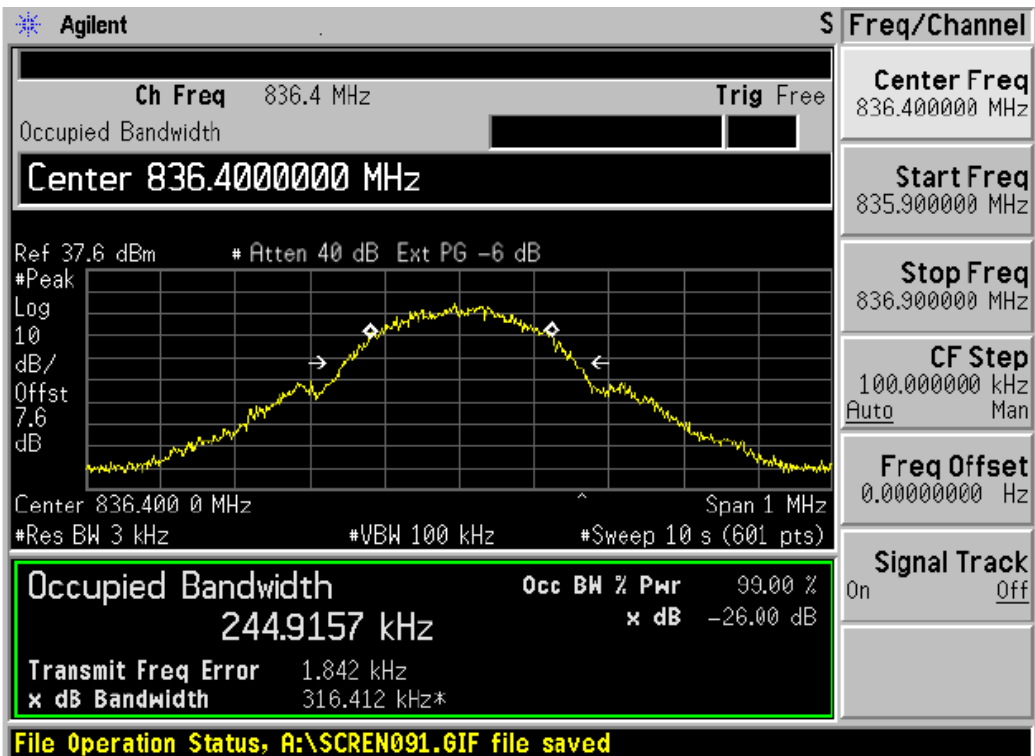 Agilent S Freq/Channel
Ch Freq 836.4 MHz Trig Free
Occupied Bandwidth
Center 836.4000000 MHz
Ref 37.6 dBm # Atten 40 dB Ext PG -6 dB
#Peak
Log
10
dB/
Offst
7.6
dB
Center 836.400 0 MHz Span 1 MHz
#Res BW 3 kHz #VBW 100 kHz #Sweep 10 s (601 pts)
Occupied Bandwidth Occ BW % Pwr 99.00 %
244.9157 kHz x dB -26.00 dB
Transmit Freq Error 1.842 kHz
x dB Bandwidth 316.412 kHz*
File Operation Status, A:\SCREN091.GIF file saved
Center Freq
836.400000 MHz
Start Freq
835.900000 MHz
Stop Freq
836.900000 MHz
CF Step
100.000000 kHz
Auto Man
Freq Offset
0.00000000 Hz
Signal Track
On Off